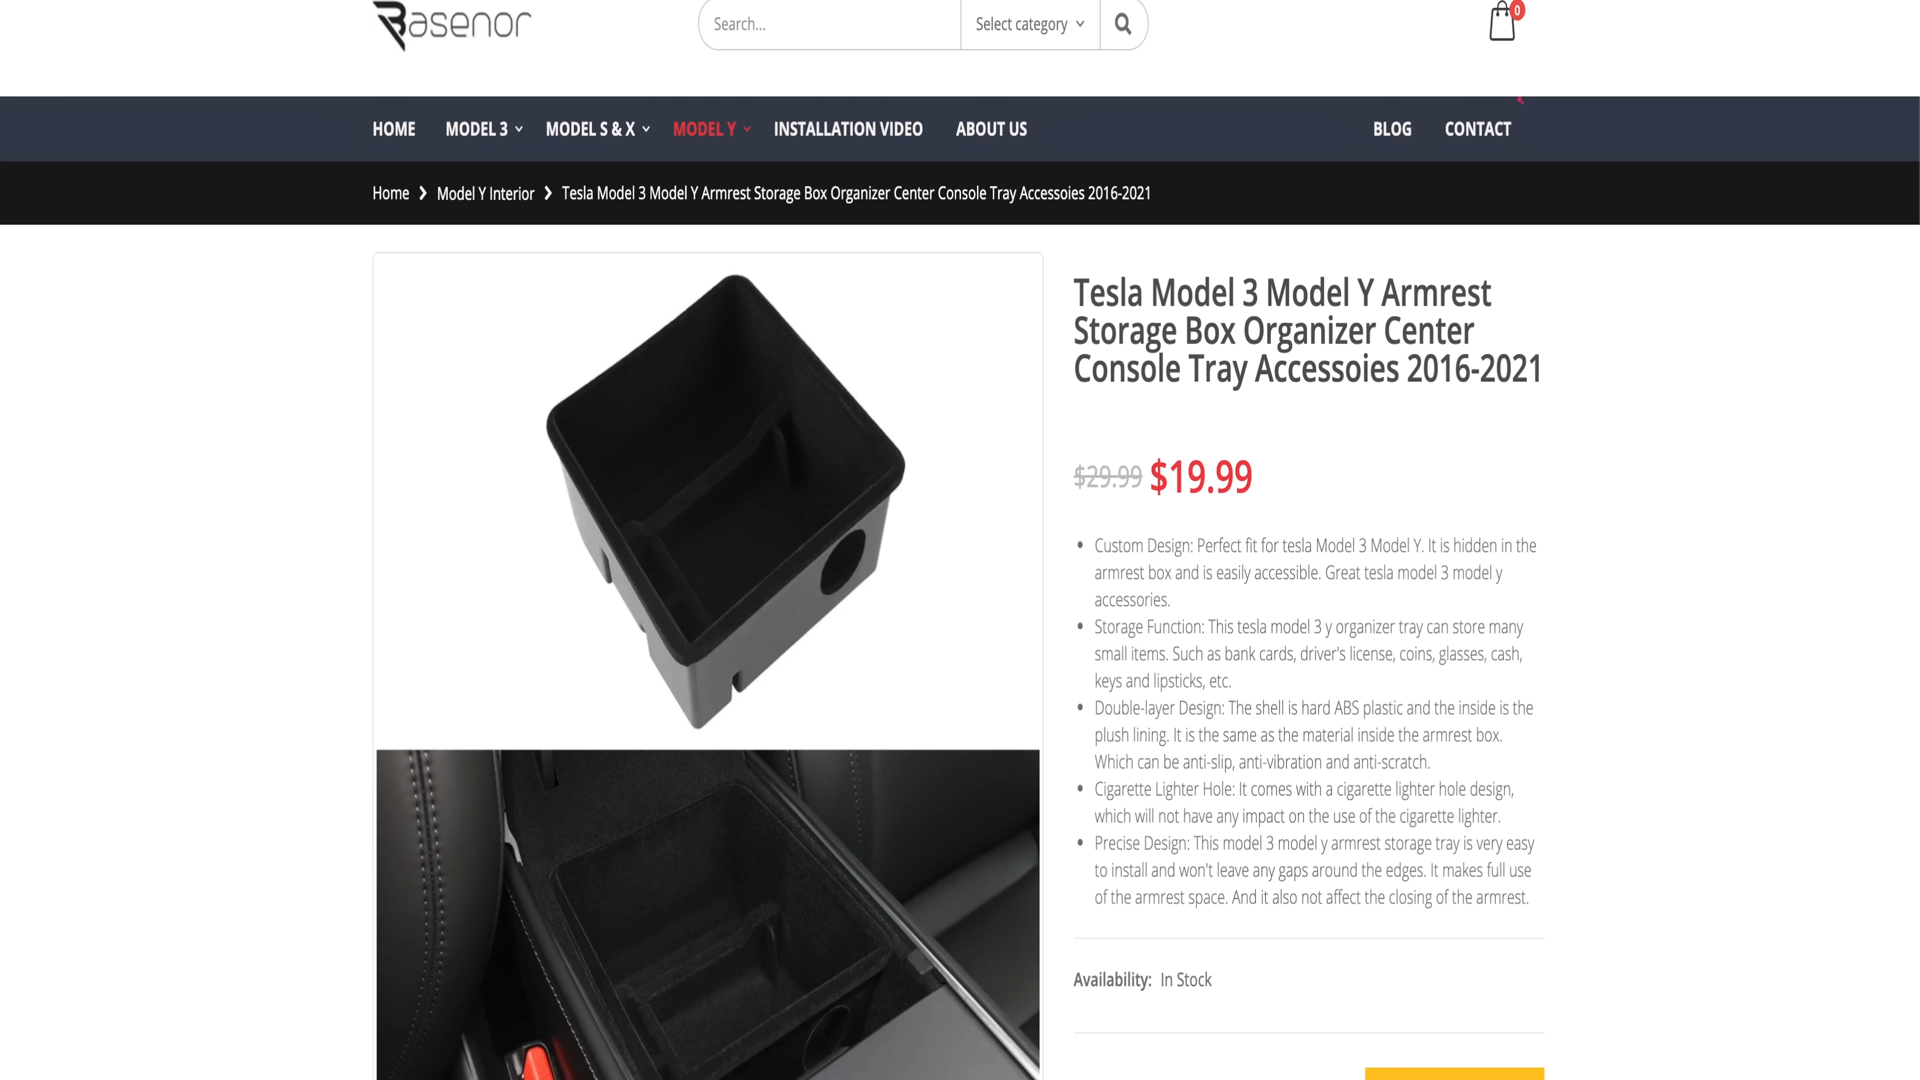 Basenor
Search...
Select category
0
HOME
MODEL 3
MODEL S & X
MODEL Y
INSTALLATION VIDEO
ABOUT US
BLOG
CONTACT
Home
Model Y Interior
Tesla Model 3 Model Y Armrest Storage Box Organizer Center Console Tray Accessoies 2016-2021
Tesla Model 3 Model Y Armrest
Storage Box Organizer Center
Console Tray Accessoies 2016-2021
$29.99 $19.99
• Custom Design: Perfect fit for tesla Model 3 Model Y. It is hidden in the
armrest box and is easily accessible. Great tesla model 3 model y
accessories.
• Storage Function: This tesla model 3 y organizer tray can store many
small items. Such as bank cards, driver's license, coins, glasses, cash,
keys and lipsticks, etc.
• Double-layer Design: The shell is hard ABS plastic and the inside is the
plush lining. It is the same as the material inside the armrest box.
Which can be anti-slip, anti-vibration and anti-scratch.
• Cigarette Lighter Hole: It comes with a cigarette lighter hole design,
which will not have any impact on the use of the cigarette lighter.
• Precise Design: This model 3 model y armrest storage tray is very easy
to install and won't leave any gaps around the edges. It makes full use
of the armrest space. And it also not affect the closing of the armrest.
Availability: In Stock